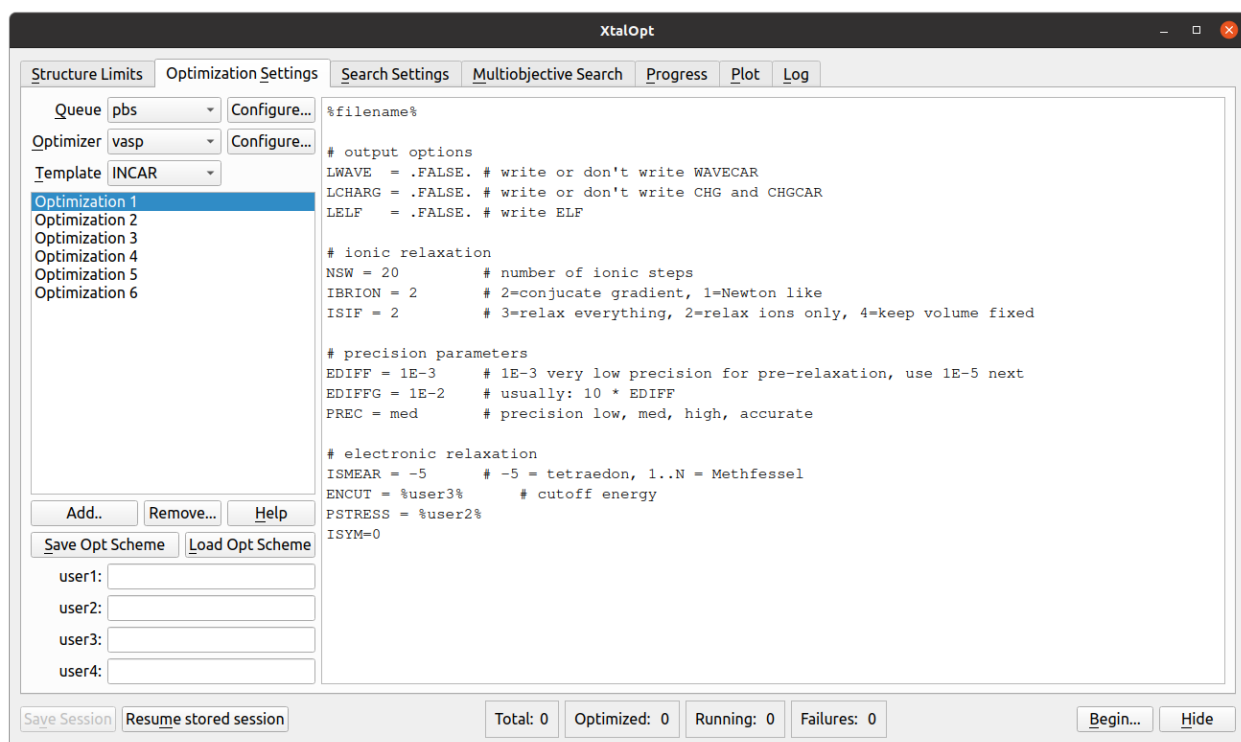 XtalOpt
Structure Limits Optimization Settings Search Settings Multiobjective Search Progress Plot Log
Queue pbs Configure...
Optimizer vasp Configure...
Template INCAR
Optimization 1
Optimization 2
Optimization 3
Optimization 4
Optimization 5
Optimization 6
Add.. Remove... Help
Save Opt Scheme Load Opt Scheme
user1:
user2:
user3:
user4:
%filename%
# output options
LWAVE  = .FALSE. # write or don't write WAVECAR
LCHARG = .FALSE. # write or don't write CHG and CHGCAR
LELF   = .FALSE. # write ELF
# ionic relaxation
NSW = 20         # number of ionic steps
IBRION = 2       # 2=conjucate gradient, 1=Newton like
ISIF = 2         # 3=relax everything, 2=relax ions only, 4=keep volume fixed
# precision parameters
EDIFF = 1E-3     # 1E-3 very low precision for pre-relaxation, use 1E-5 next
EDIFFG = 1E-2    # usually: 10 * EDIFF
PREC = med       # precision low, med, high, accurate
# electronic relaxation
ISMEAR = -5      # -5 = tetraedon, 1..N = Methfessel
ENCUT = %user3%      # cutoff energy
PSTRESS = %user2%
ISYM=0
Save Session Resume stored session Total: 0 Optimized: 0 Running: 0 Failures: 0 Begin... Hide